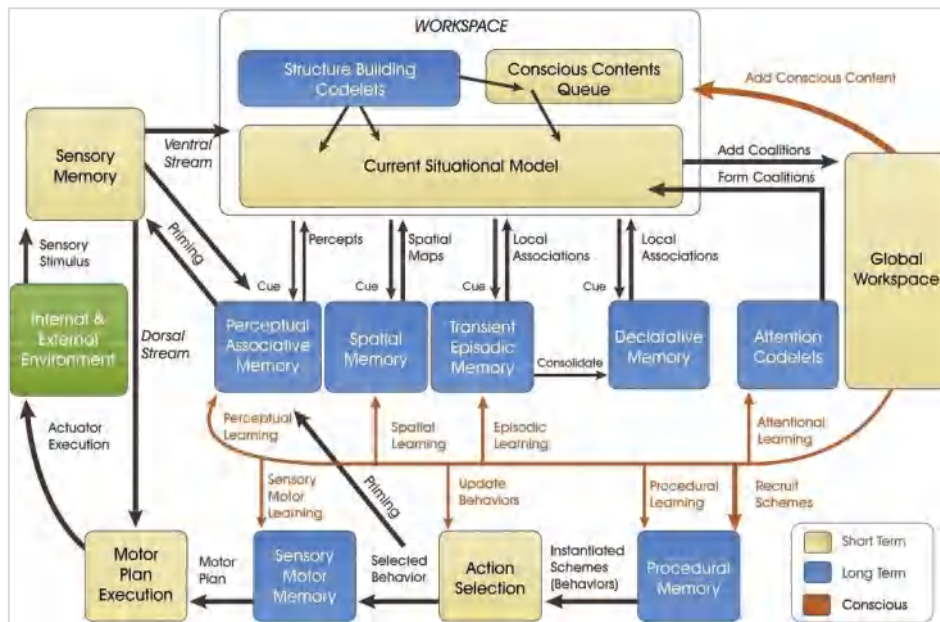 WORKSPACE
Structure Building
Codelets
Conscious Contents
Queue
Add Conscious Content
Sensory
Memory
Ventral
Stream
Current Situational Model
Add Coalitions
Form Coalitions
Global
Workspace
Priming
Sensory
Stimulus
Cue
Percepts
Cue
Spatial
Maps
Cue
Local
Associations
Cue
Local
Associations
Internal &
External
Environment
Dorsal
Stream
Perceptual
Associative
Memory
Spatial
Memory
Transient
Episodic
Memory
Consolidate
Declarative
Memory
Attention
Codelets
Actuator
Execution
Perceptual
Learning
Spatial
Learning
Episodic
Learning
Attentional
Learning
Sensory
Motor
Learning
Priming
Update
Behaviors
Procedural
Learning
Recruit
Schemes
Motor
Plan
Execution
Motor
Plan
Sensory
Motor
Memory
Selected
Behavior
Action
Selection
Instantiated
Schemes
(Behaviors)
Procedural
Memory
Short Term
Long Term
Conscious